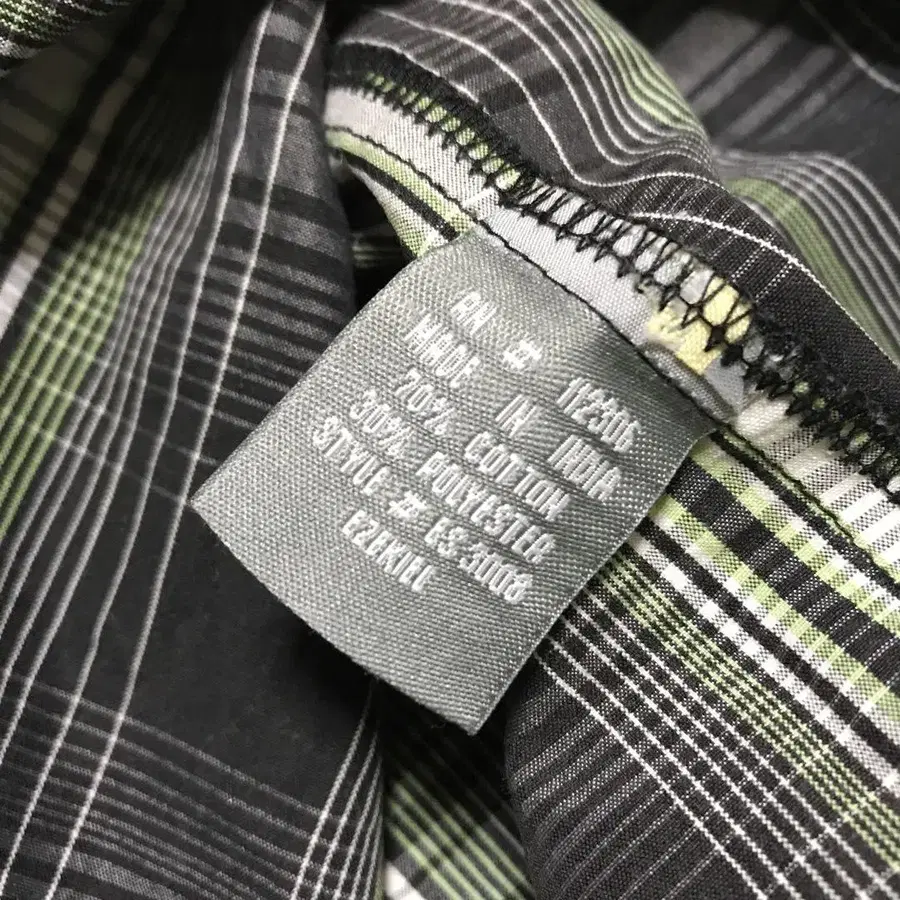 RN # 112306
MADE IN INDIA
70% COTTON
30% POLYESTER
STYLE # ES-3008
EZEKIEL